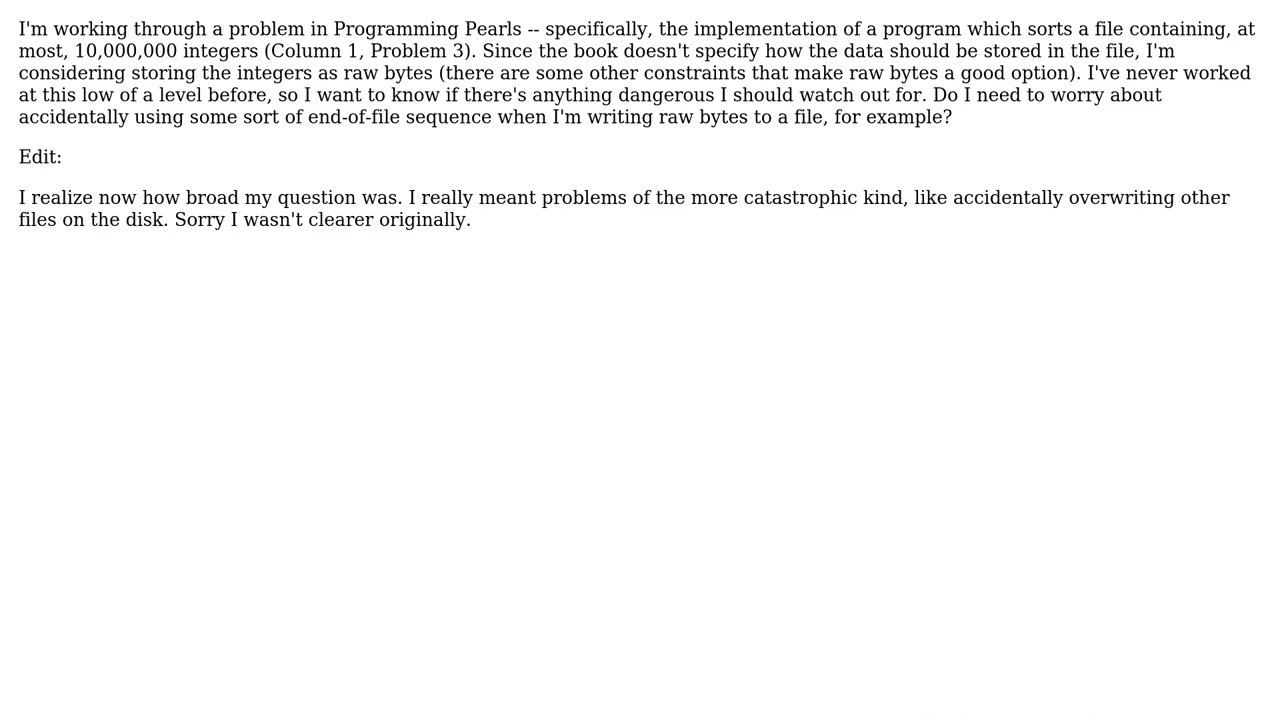 I'm working through a problem in Programming Pearls -- specifically, the implementation of a program which sorts a file containing, at
most, 10,000,000 integers (Column 1, Problem 3). Since the book doesn't specify how the data should be stored in the file, I'm
considering storing the integers as raw bytes (there are some other constraints that make raw bytes a good option). I've never worked
at this low of a level before, so I want to know if there's anything dangerous I should watch out for. Do I need to worry about
accidentally using some sort of end-of-file sequence when I'm writing raw bytes to a file, for example?
Edit:
I realize now how broad my question was. I really meant problems of the more catastrophic kind, like accidentally overwriting other
files on the disk. Sorry I wasn't clearer originally.